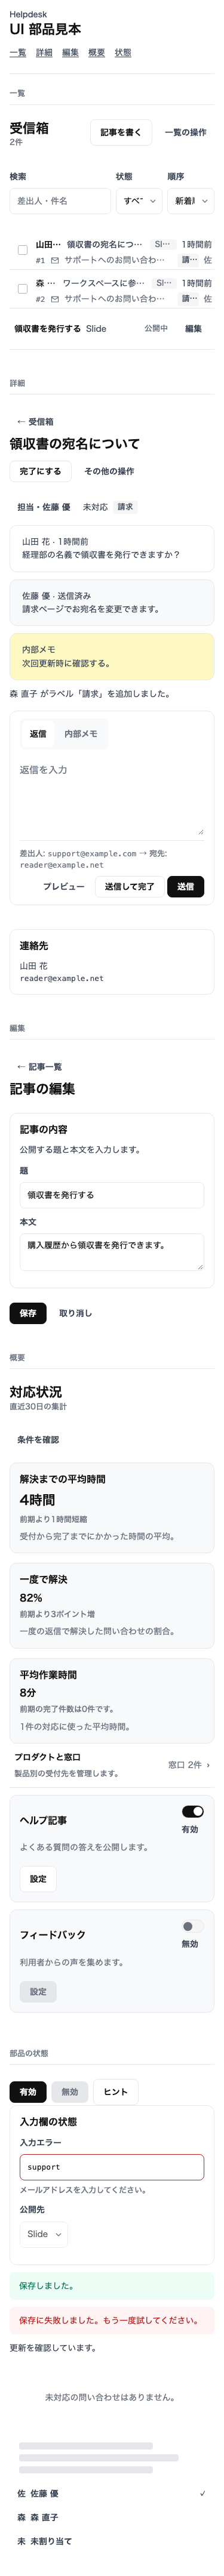 Helpdesk
UI 部品見本
一覧 詳細 編集 概要 状態
一覧
受信箱
2件
記事を書く 一覧の操作
検索 状態 順序
差出人・件名 すべて 新着順
山田… 領収書の宛名につ… Sl… 1時間前
#1 サポートへのお問い合わ… 請… 佐
森 … ワークスペースに参… Sl… 1時間前
#2 サポートへのお問い合わ… 請… 佐
領収書を発行する Slide 公開中 編集
詳細
← 受信箱
領収書の宛名について
完了にする その他の操作
担当・佐藤 優 未対応 請求
山田 花 · 1時間前
経理部の名義で領収書を発行できますか？
佐藤 優 · 送信済み
請求ページでお宛名を変更できます。
内部メモ
次回更新時に確認する。
森 直子 がラベル「請求」を追加しました。
返信 内部メモ
返信を入力
差出人: support@example.com → 宛先:
reader@example.net
プレビュー 送信して完了 送信
連絡先
山田 花
reader@example.net
編集
← 記事一覧
記事の編集
記事の内容
公開する題と本文を入力します。
題
領収書を発行する
本文
購入履歴から領収書を発行できます。
保存 取り消し
概要
対応状況
直近30日の集計
条件を確認
解決までの平均時間
4時間
前期より1時間短縮
受付から完了までにかかった時間の平均。
一度で解決
82%
前期より3ポイント増
一度の返信で解決した問い合わせの割合。
平均作業時間
8分
前期の完了件数は0件です。
1件の対応に使った平均時間。
プロダクトと窓口
製品別の受付先を管理します。
窓口 2件 ›
ヘルプ記事
有効
よくある質問の答えを公開します。
設定
フィードバック
無効
利用者からの声を集めます。
設定
部品の状態
有効 無効 ヒント
入力欄の状態
入力エラー
support
メールアドレスを入力してください。
公開先
Slide
保存しました。
保存に失敗しました。もう一度試してください。
更新を確認しています。
未対応の問い合わせはありません。
佐 佐藤 優 ✓
森 森 直子
未 未割り当て